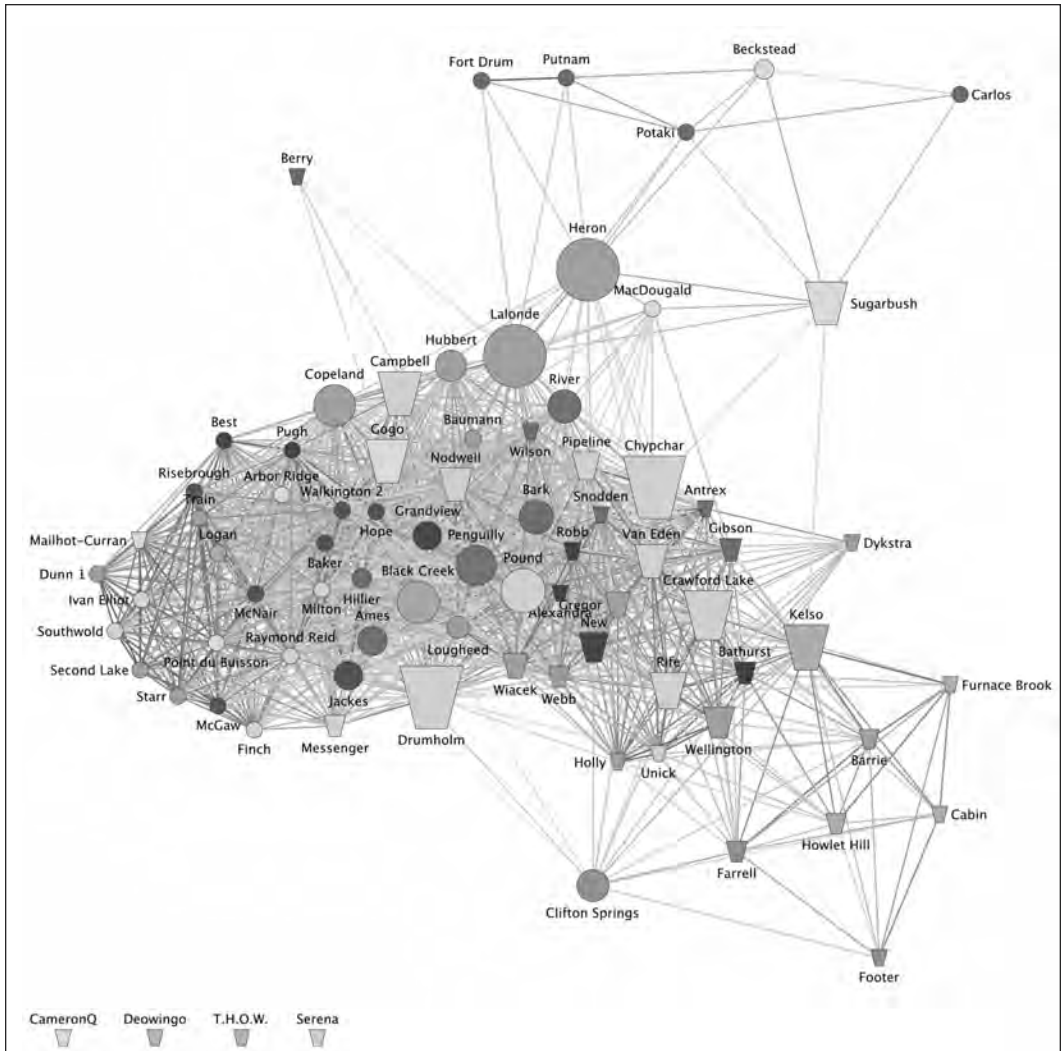 Beckstead
Putnam
Fort Drum
Carlos
Potaki
Berry
Heron
MacDougald
Sugarbush
Lalonde
Hubbert
Campbell
Copeland
River
Baumann
Best
Pugh
Gogo
Wilson
Pipeline
Chypchar
Nodwell
Risebrough
Arbor Ridge
Walkington 2
Bark
Snodden
Antrex
Train
Hope
Grandview
Penguilly
Robb
Van Eden
Gibson
Mailhot-Curran
Logan
Dykstra
Baker
Pound
Dunn i
Black Creek
Crawford Lake
Ivan Elliot
McNair
Milton
Hillier
Alexandra
Gregor
Kelso
Ames
New
Southwold
Raymond Reid
Lougheed
Point du Buisson
Rife
Bathurst
Second Lake
Wiacek
Webb
Furnace Brook
Starr
Jackes
McGaw
Finch
Messenger
Drumholm
Holly
Unick
Wellington
Barrie
Cabin
Howlet Hill
Farrell
Clifton Springs
Footer
CameronQ
Deowingo
T.H.O.W.
Serena